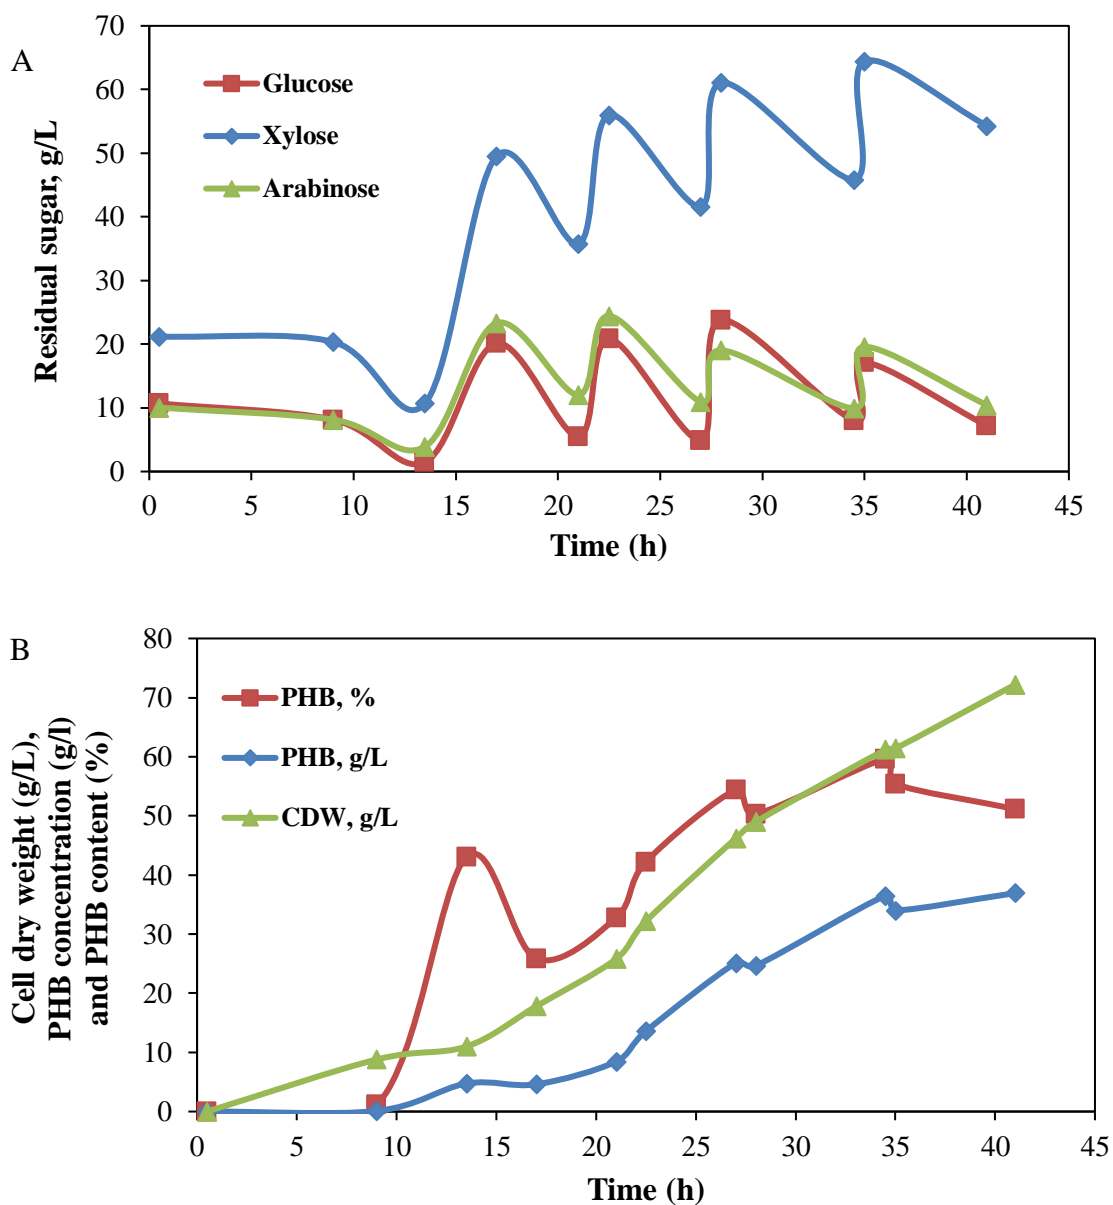 A
70
60
50
40
30
20
10
0
Residual sugar, g/L
Glucose
Xylose
Arabinose
0 5 10 15 20 25 30 35 40 45
Time (h)
B
80
70
60
50
40
30
20
10
0
Cell dry weight (g/L),
PHB concentration (g/l)
and PHB content (%)
PHB, %
PHB, g/L
CDW, g/L
0 5 10 15 20 25 30 35 40 45
Time (h)